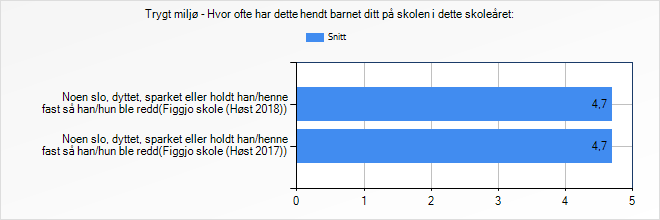 Trygt miljø - Hvor ofte har dette hendt barnet ditt på skolen i dette skoleåret:
Snitt
Noen slo, dyttet, sparket eller holdt han/henne
fast så han/hun ble redd(Figgjo skole (Høst 2018))
4,7
Noen slo, dyttet, sparket eller holdt han/henne
fast så han/hun ble redd(Figgjo skole (Høst 2017))
4,7
0 1 2 3 4 5